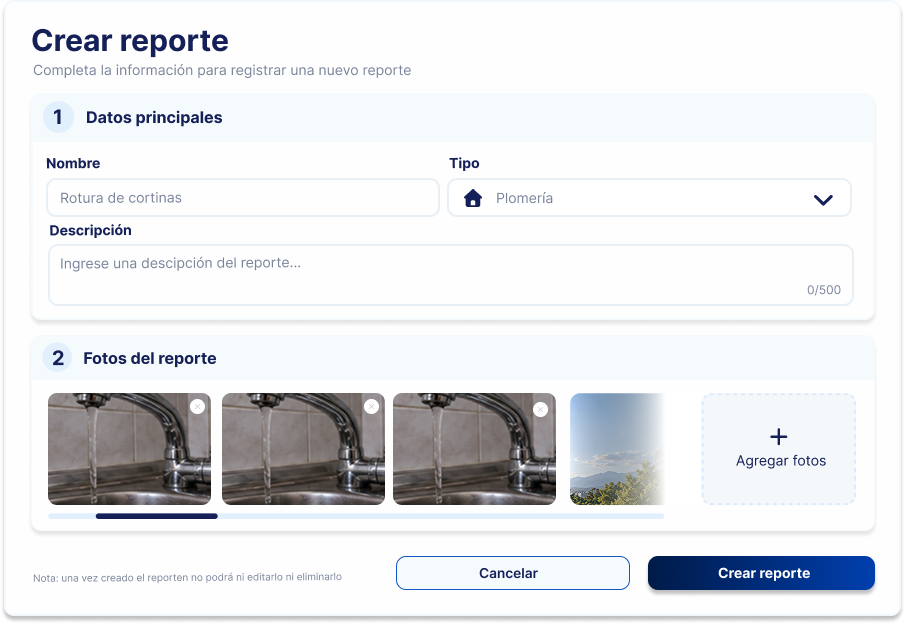 Crear reporte
Completa la información para registrar una nuevo reporte
1 Datos principales
Nombre Tipo
Rotura de cortinas Plomería
Descripción
Ingrese una descipción del reporte...
0/500
2 Fotos del reporte
+
Agregar fotos
Nota: una vez creado el reporten no podrá ni editarlo ni eliminarlo
Cancelar
Crear reporte